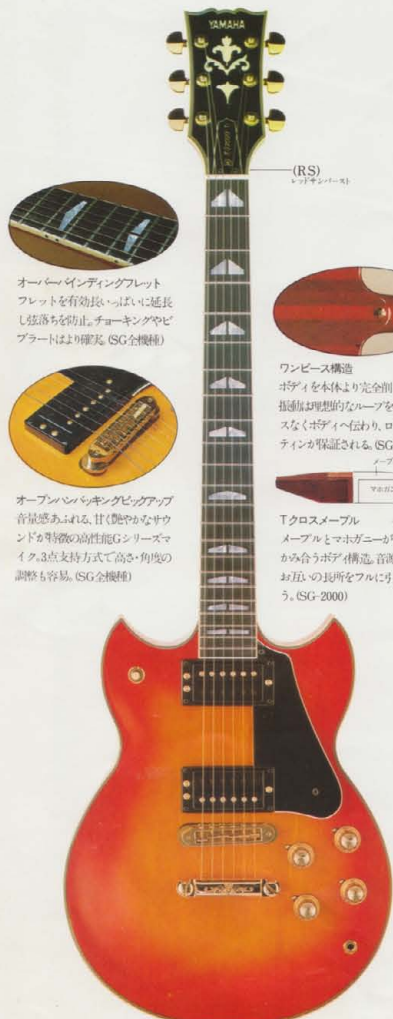 YAMAHA
(RS)
レッドサンバースト
オーバーバインディングフレット
フレットを有効長いっぱいに延長
し弦落ちを防止。チョーキングやビ
ブラートはより確実。(SG全機種)
オープンハンバッキングピックアップ
音量感あふれる、甘く艶やかなサウ
ンドが特徴の高性能Gシリーズマ
イク。3点支持方式で高さ・角度の
調整も容易。(SG全機種)
ワンピース構造
ボディを本体より完全削
振動は理想的なループを
スなくボディへ伝わり、ロ
ティンが保証される。(SG
メープ
マホガニ
Tクロスメープル
メープルとマホガニーが
かみ合うボディ構造。音源
お互いの長所をフルに引
う。(SG-2000)